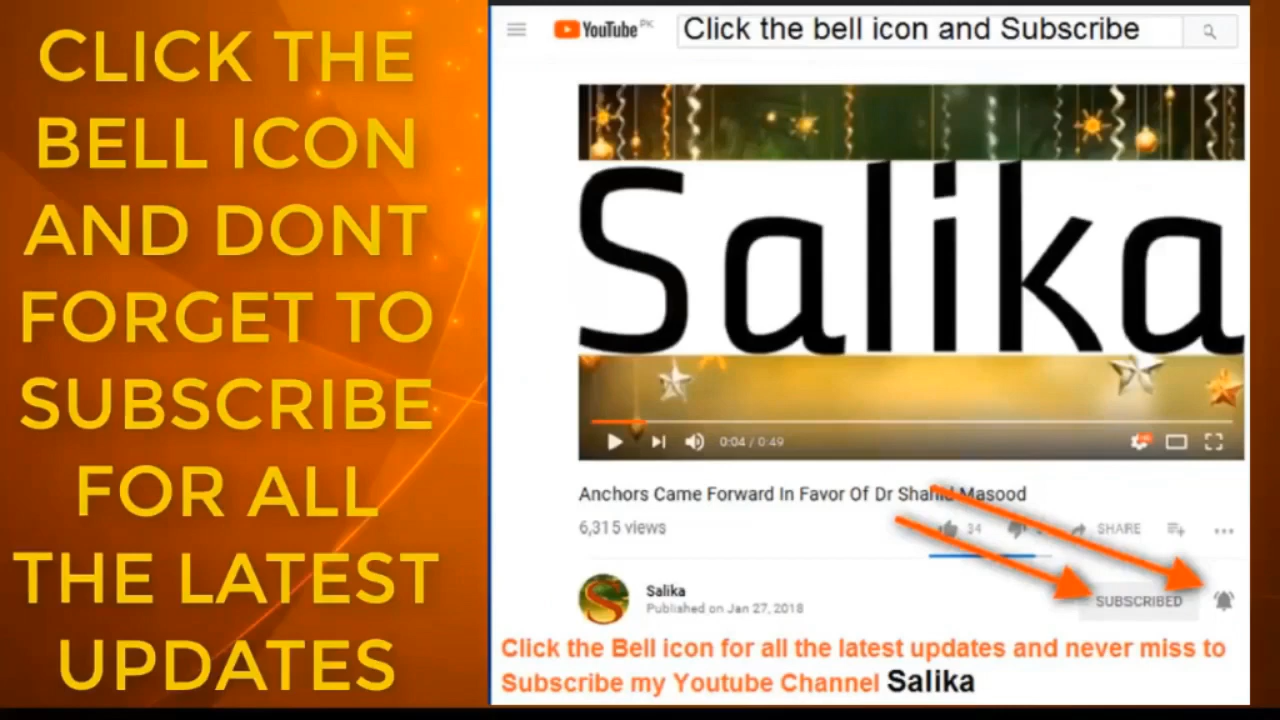 CLICK THE
BELL ICON
AND DONT
FORGET TO
SUBSCRIBE
FOR ALL
THE LATEST
UPDATES
YouTube PK
Click the bell icon and Subscribe
Salika
0:04 / 0:49
Anchors Came Forward In Favor Of Dr Shahid Masood
6,315 views
34
SHARE
Salika
Published on Jan 27, 2018
SUBSCRIBED
Click the Bell icon for all the latest updates and never miss to
Subscribe my Youtube Channel Salika